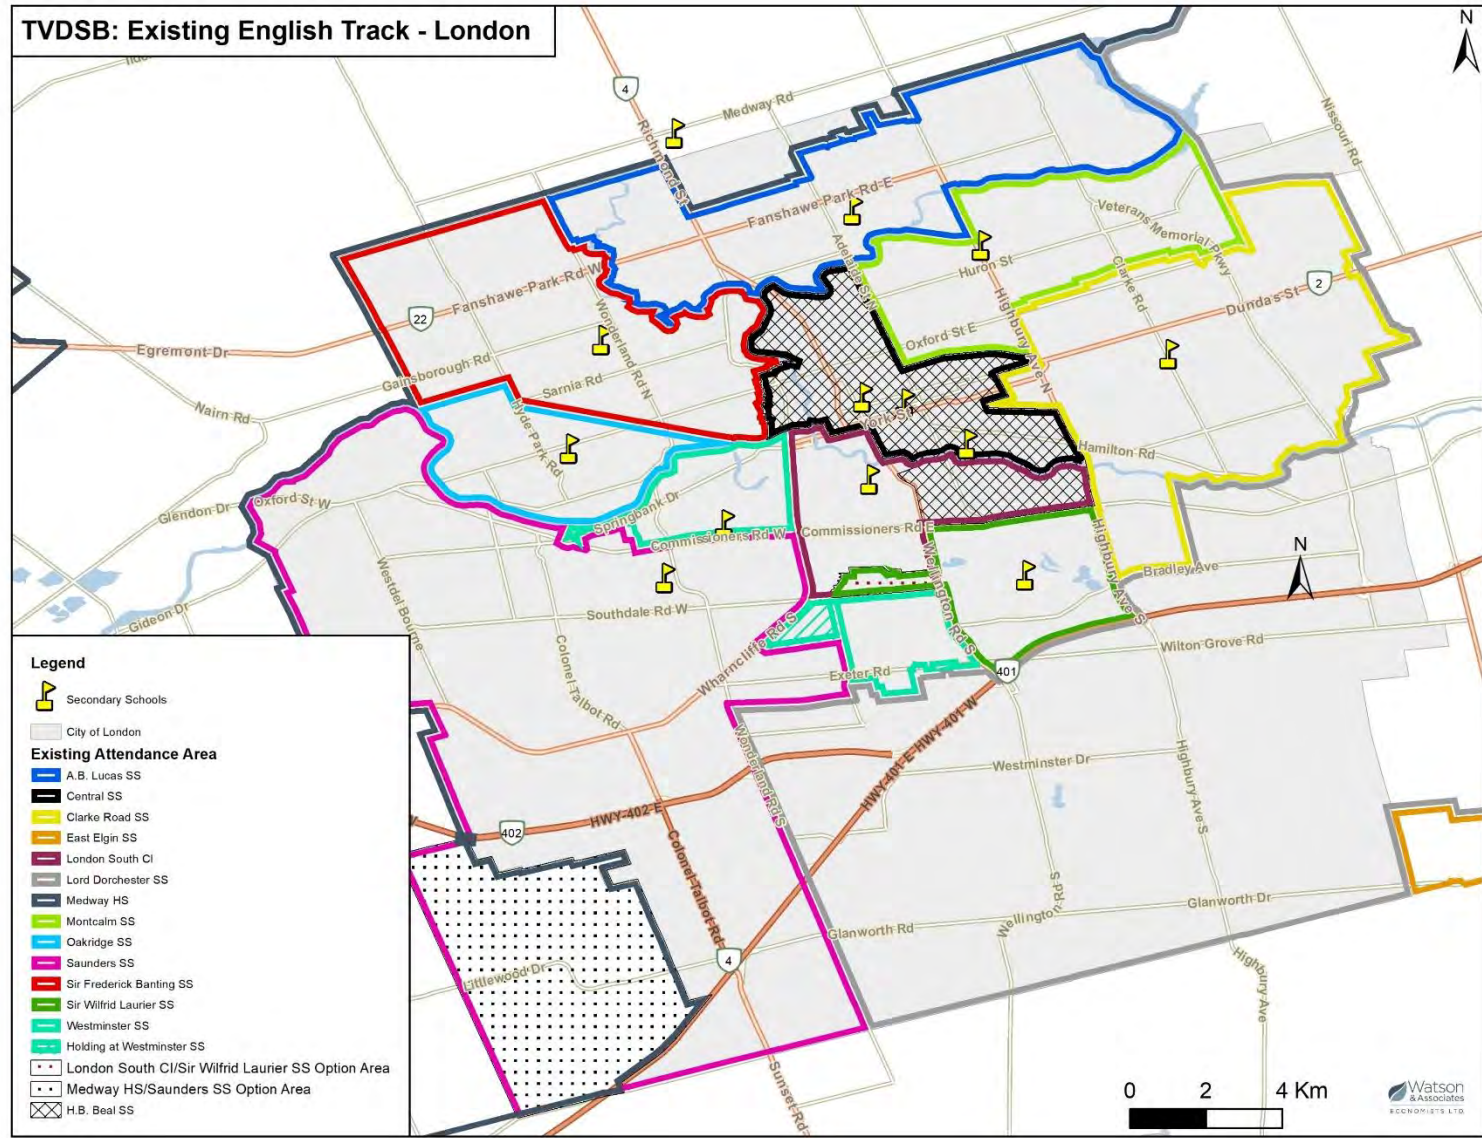 TVDSB: Existing English Track - London
N
4
Medway Rd
Richmond St
Nissouri Rd
Fanshawe Park Rd E
Adelaide St N
Veterans Memorial Pkwy
Huron St
Clarke Rd
2
Dundas St
Highbury Ave N
Fanshawe Park Rd W
22
Wonderland Rd N
Oxford St E
Egremont Dr
Gainsborough Rd
Sarnia Rd
Nairn Rd
Hyde Park Rd
York St
Hamilton Rd
Glendon Dr
Oxford St W
Springbank Dr
Commissioners Rd W
Commissioners Rd E
Highbury Ave S
Bradley Ave
N
Westdel Bourne
Gideon Dr
Southdale Rd W
Wellington Rd S
Wharncliffe Rd S
Colonel Talbot Rd
Exeter Rd
401
Wilton Grove Rd
HWY-401-E HWY-401-W
Wonderland Rd S
Westminster Dr
Highbury Ave S
402
HWY-402-E
Colonel Talbot Rd
Wellington Rd S
Glanworth Dr
Glanworth Rd
4
Littlewood Dr
Highbury Ave
Sunset Rd
Legend
Secondary Schools
City of London
Existing Attendance Area
A.B. Lucas SS
Central SS
Clarke Road SS
East Elgin SS
London South CI
Lord Dorchester SS
Medway HS
Montcalm SS
Oakridge SS
Saunders SS
Sir Frederick Banting SS
Sir Wilfrid Laurier SS
Westminster SS
Holding at Westminster SS
London South CI/Sir Wilfrid Laurier SS Option Area
Medway HS/Saunders SS Option Area
H.B. Beal SS
0 2 4 Km
Watson
& Associates
ECONOMISTS LTD.